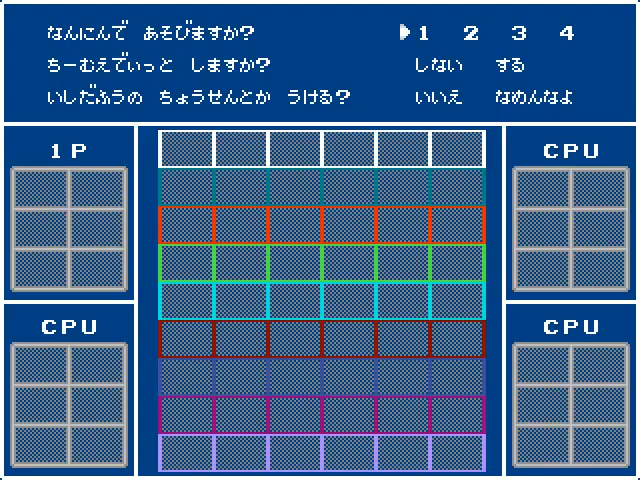 なんにんで あそびますか? 1 2 3 4
ちーむえでぃっと しますか? しない する
いしだふうの ちょうせんとか うける? いいえ なめんなよ
1P
CPU
CPU
CPU